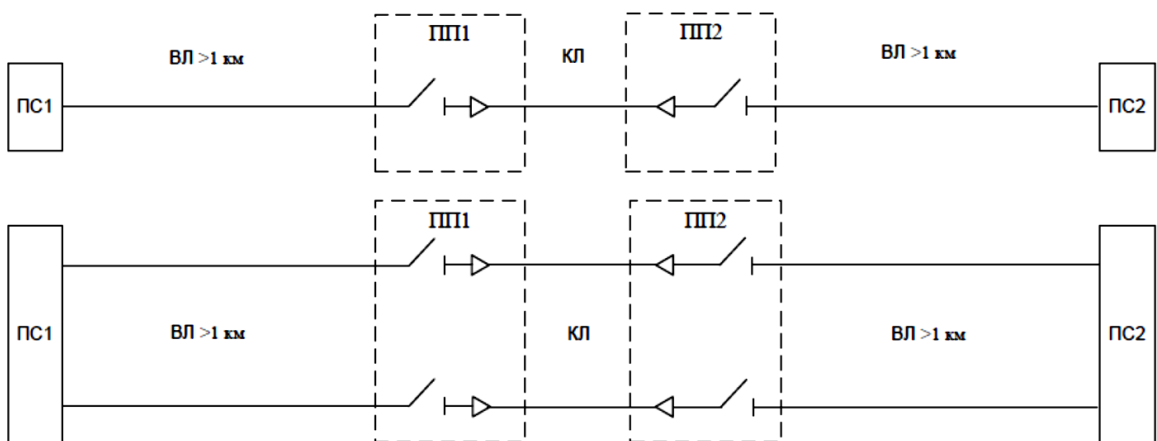 ПП1
ПП2
ВЛ >1 км
КЛ
ВЛ >1 км
ПС1
ПС2
ПП1
ПП2
ПС1
ВЛ >1 км
КЛ
ВЛ >1 км
ПС2